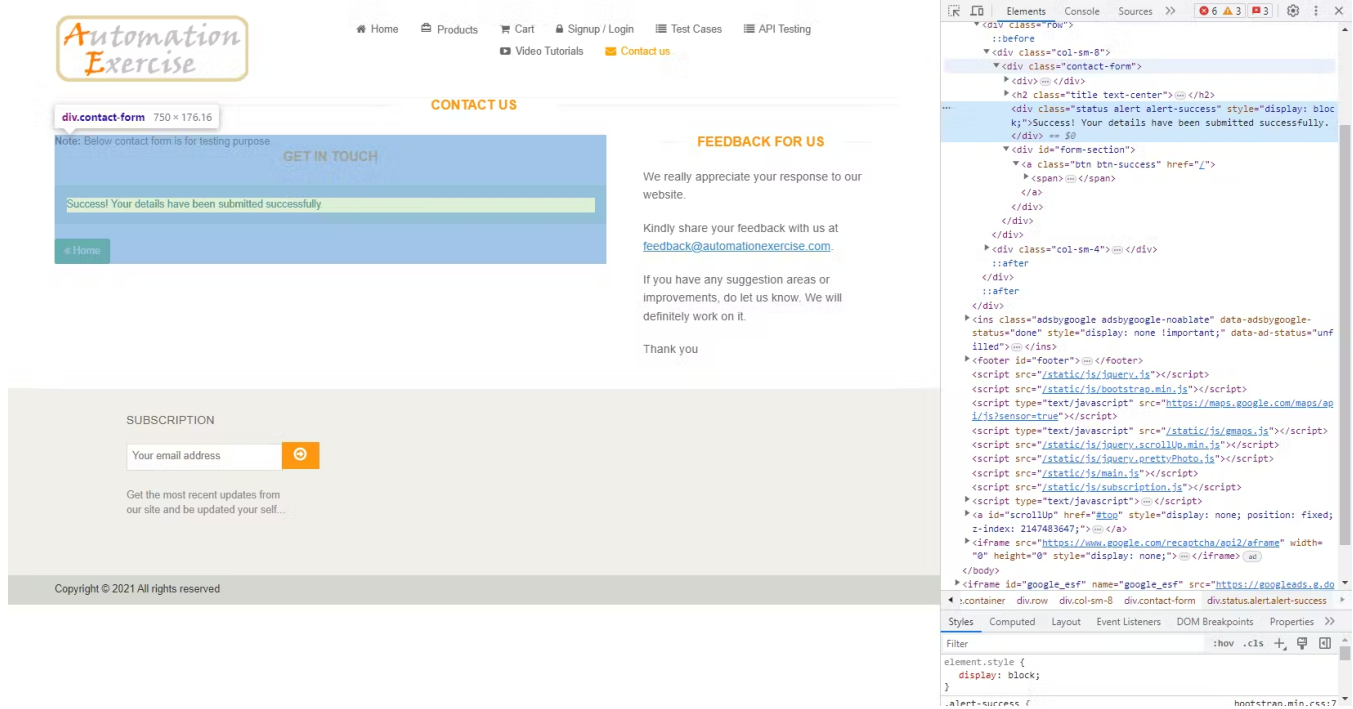 Automation
Exercise
Home
Products
Cart
Signup / Login
Test Cases
API Testing
Video Tutorials
Contact us
CONTACT US
div.contact-form 750 × 176.16
Note: Below contact form is for testing purpose
GET IN TOUCH
Success! Your details have been submitted successfully
« Home
FEEDBACK FOR US
We really appreciate your response to our
website.
Kindly share your feedback with us at
feedback@automationexercise.com.
If you have any suggestion areas or
improvements, do let us know. We will
definitely work on it.
Thank you
SUBSCRIPTION
Your email address
Get the most recent updates from
our site and be updated your self...
Copyright © 2021 All rights reserved
Elements Console Sources 6 3 3
<div class="row">
::before
<div class="col-sm-8">
<div class="contact-form">
<div>…</div>
<h2 class="title text-center">…</h2>
<div class="status alert alert-success" style="display: bloc
k;">Success! Your details have been submitted successfully.
</div> == $0
<div id="form-section">
<a class="btn btn-success" href="/">
<span>…</span>
</a>
</div>
</div>
</div>
<div class="col-sm-4">…</div>
::after
</div>
::after
</div>
<ins class="adsbygoogle adsbygoogle-noablate" data-adsbygoogle-
status="done" style="display: none !important;" data-ad-status="unf
illed">…</ins>
<footer id="footer">…</footer>
<script src="/static/js/jquery.js"></script>
<script src="/static/js/bootstrap.min.js"></script>
<script type="text/javascript" src="https://maps.google.com/maps/ap
i/js?sensor=true"></script>
<script type="text/javascript" src="/static/js/gmaps.js"></script>
<script src="/static/js/jquery.scrollUp.min.js"></script>
<script src="/static/js/jquery.prettyPhoto.js"></script>
<script src="/static/js/main.js"></script>
<script src="/static/js/subscription.js"></script>
<script type="text/javascript">…</script>
<a id="scrollUp" href="#top" style="display: none; position: fixed;
z-index: 2147483647;">…</a>
<iframe src="https://www.google.com/recaptcha/api2/aframe" width=
"0" height="0" style="display: none;">…</iframe> ad
</body>
<iframe id="google_esf" name="google_esf" src="https://googleads.g.do
e.container div.row div.col-sm-8 div.contact-form div.status.alert.alert-success
Styles Computed Layout Event Listeners DOM Breakpoints Properties
Filter :hov .cls
element.style {
display: block;
}
.alert-success { bootstrap.min.css:7